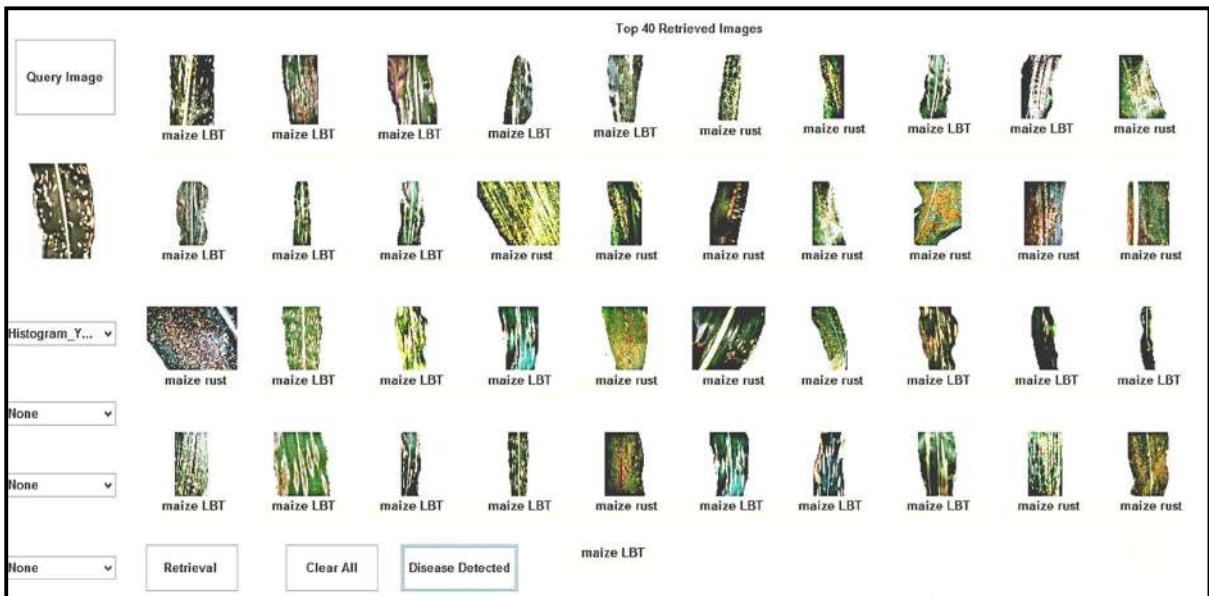 Top 40 Retrieved Images
Query Image
maize LBT maize LBT maize LBT maize LBT maize LBT maize rust maize rust maize LBT maize LBT maize rust
maize LBT maize LBT maize LBT maize rust maize rust maize rust maize rust maize rust maize rust maize rust
Histogram_Y...
maize rust maize LBT maize LBT maize LBT maize rust maize rust maize rust maize LBT maize LBT maize LBT
None
None
maize LBT maize LBT maize LBT maize LBT maize rust maize LBT maize LBT maize LBT maize rust maize rust
None Retrieval Clear All Disease Detected maize LBT